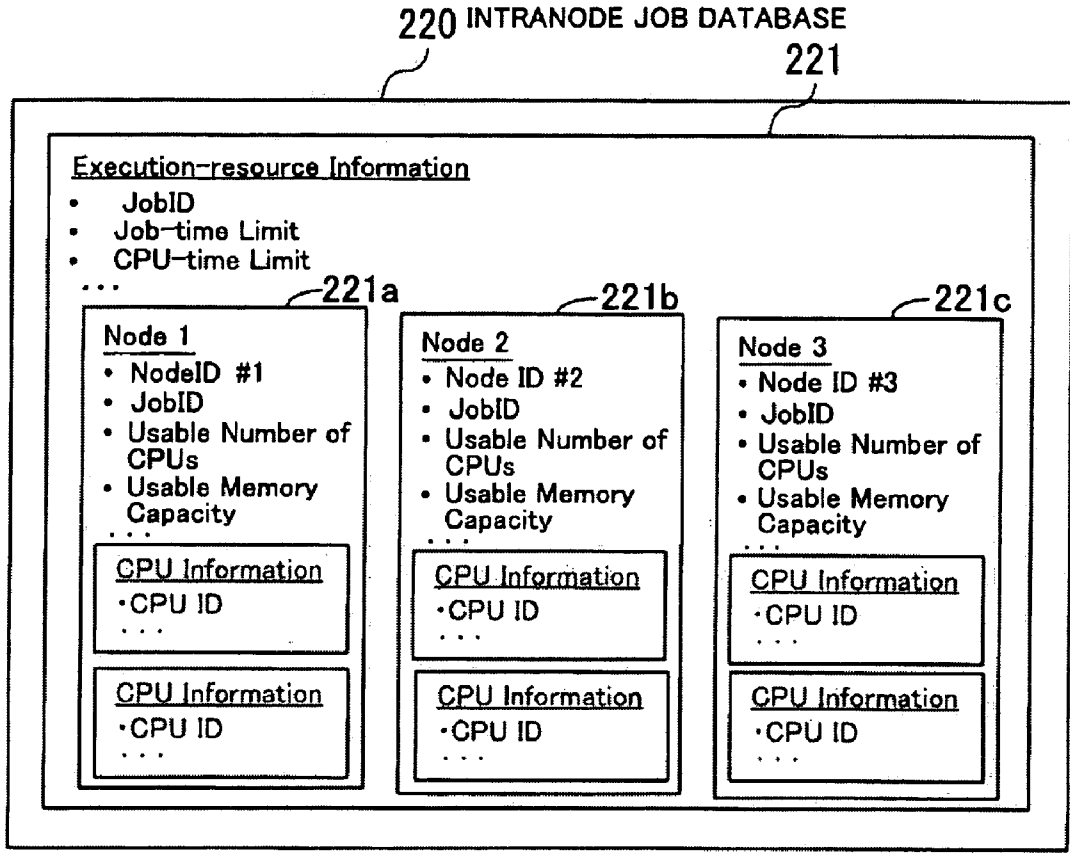 220 INTRANODE JOB DATABASE
221
Execution-resource Information
• JobID
• Job-time Limit
• CPU-time Limit
. . .
221a
Node 1
• NodeID #1
• JobID
• Usable Number of
CPUs
• Usable Memory
Capacity
. . .
CPU Information
・CPU ID
. . .
CPU Information
・CPU ID
. . .
221b
Node 2
• Node ID #2
• JobID
• Usable Number of
CPUs
• Usable Memory
Capacity
. . .
CPU Information
・CPU ID
. . .
CPU Information
・CPU ID
. . .
221c
Node 3
• Node ID #3
• JobID
• Usable Number of
CPUs
• Usable Memory
Capacity
. . .
CPU Information
・CPU ID
. . .
CPU Information
・CPU ID
. . .